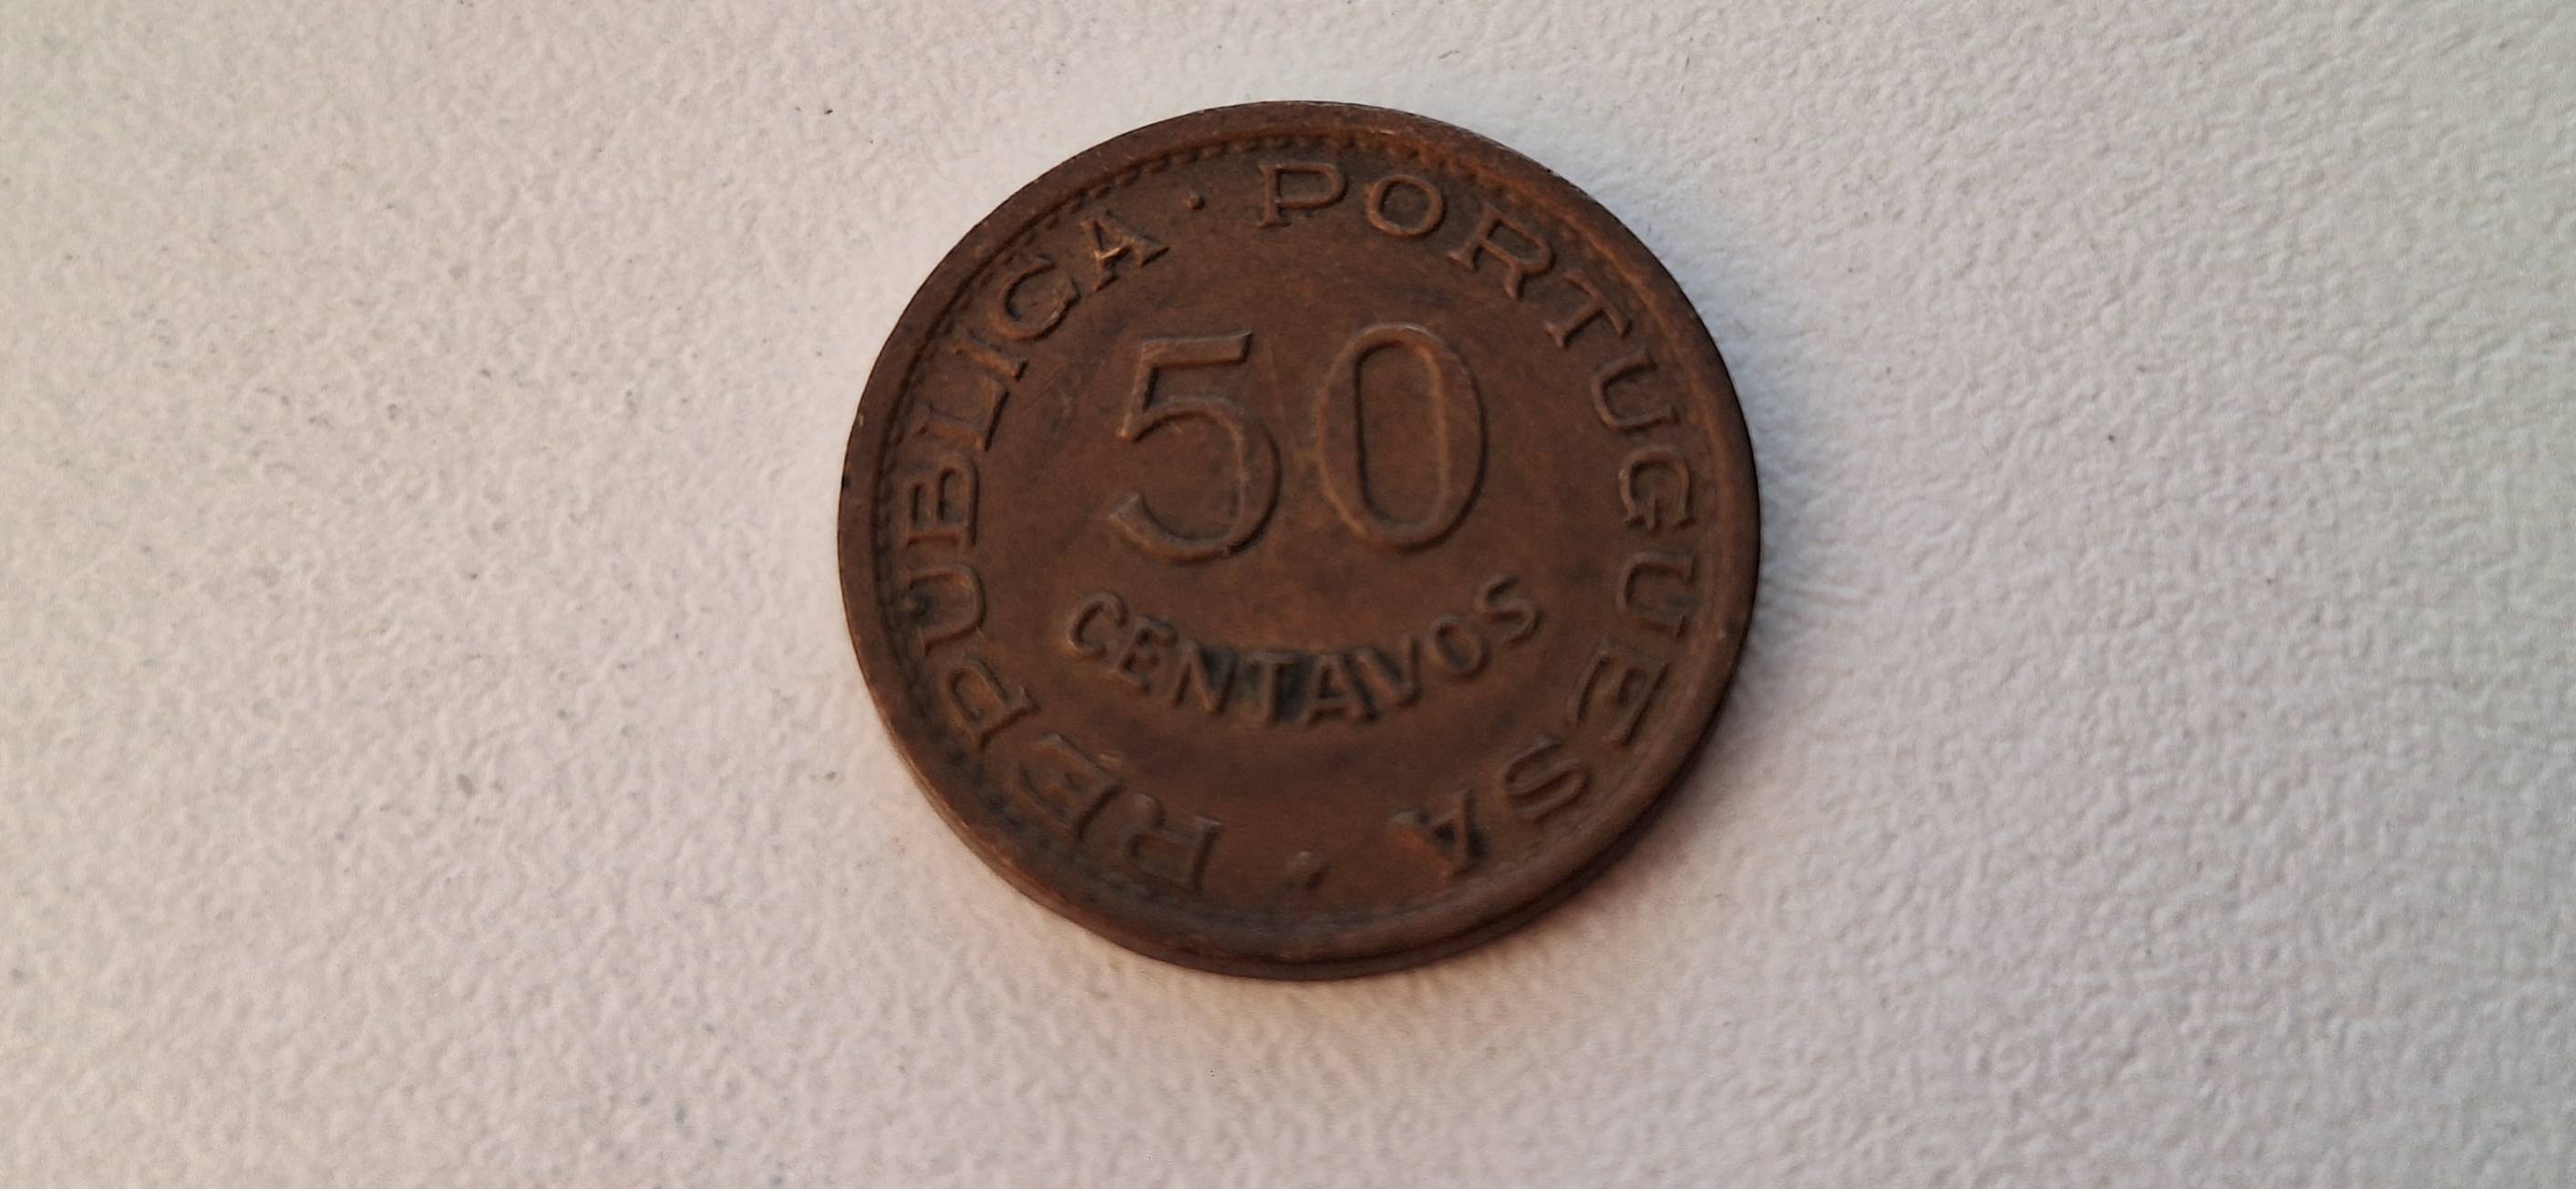 REPUBLICA · PORTUGUESA ·
50
CENTAVOS